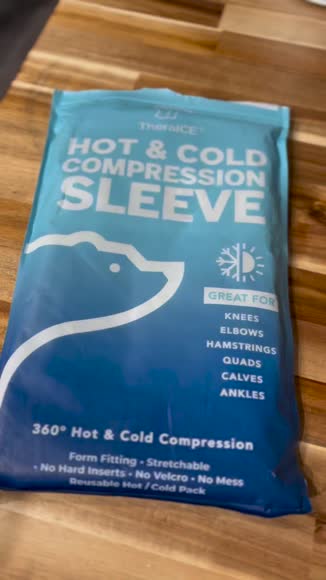 TheraICE
HOT & COLD
COMPRESSION
SLEEVE
GREAT FOR
KNEES
ELBOWS
HAMSTRINGS
QUADS
CALVES
ANKLES
360° Hot & Cold Compression
Form Fitting · Stretchable
· No Hard Inserts · No Velcro · No Mess
Reusable Hot / Cold Pack